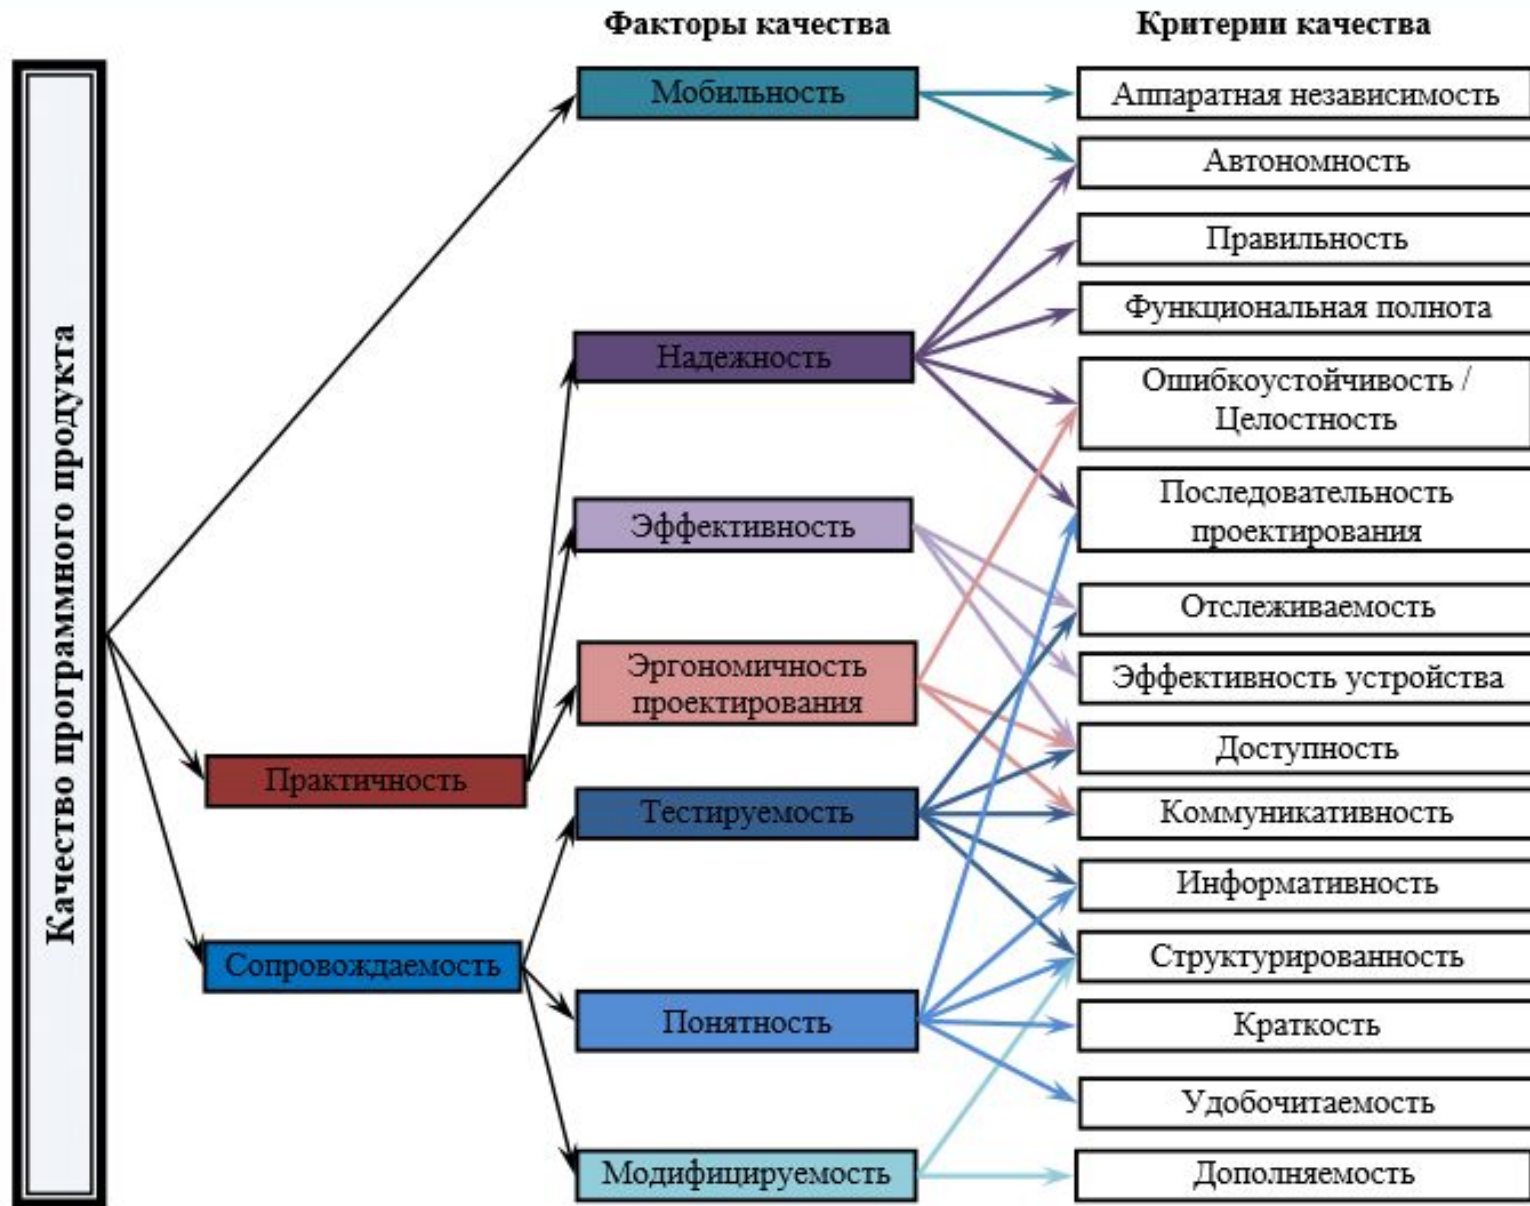 Факторы качества
Критерии качества
Качество программного продукта
Практичность
Сопровождаемость
Мобильность
Надежность
Эффективность
Эргономичность
проектирования
Тестируемость
Понятность
Модифицируемость
Аппаратная независимость
Автономность
Правильность
Функциональная полнота
Ошибкоустойчивость /
Целостность
Последовательность
проектирования
Отслеживаемость
Эффективность устройства
Доступность
Коммуникативность
Информативность
Структурированность
Краткость
Удобочитаемость
Дополняемость